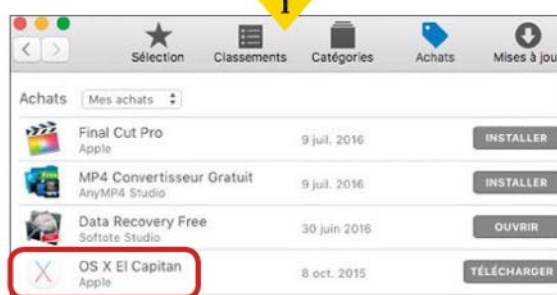 1
Sélection Classements Catégories Achats Mises à jou
Achats Mes achats
Final Cut Pro 9 juil. 2016 INSTALLER
Apple
MP4 Convertisseur Gratuit 9 juil. 2016 INSTALLER
AnyMP4 Studio
Data Recovery Free 30 juin 2016 OUVRIR
Softote Studio
OS X El Capitan 8 oct. 2015 TÉLÉCHARGER
Apple